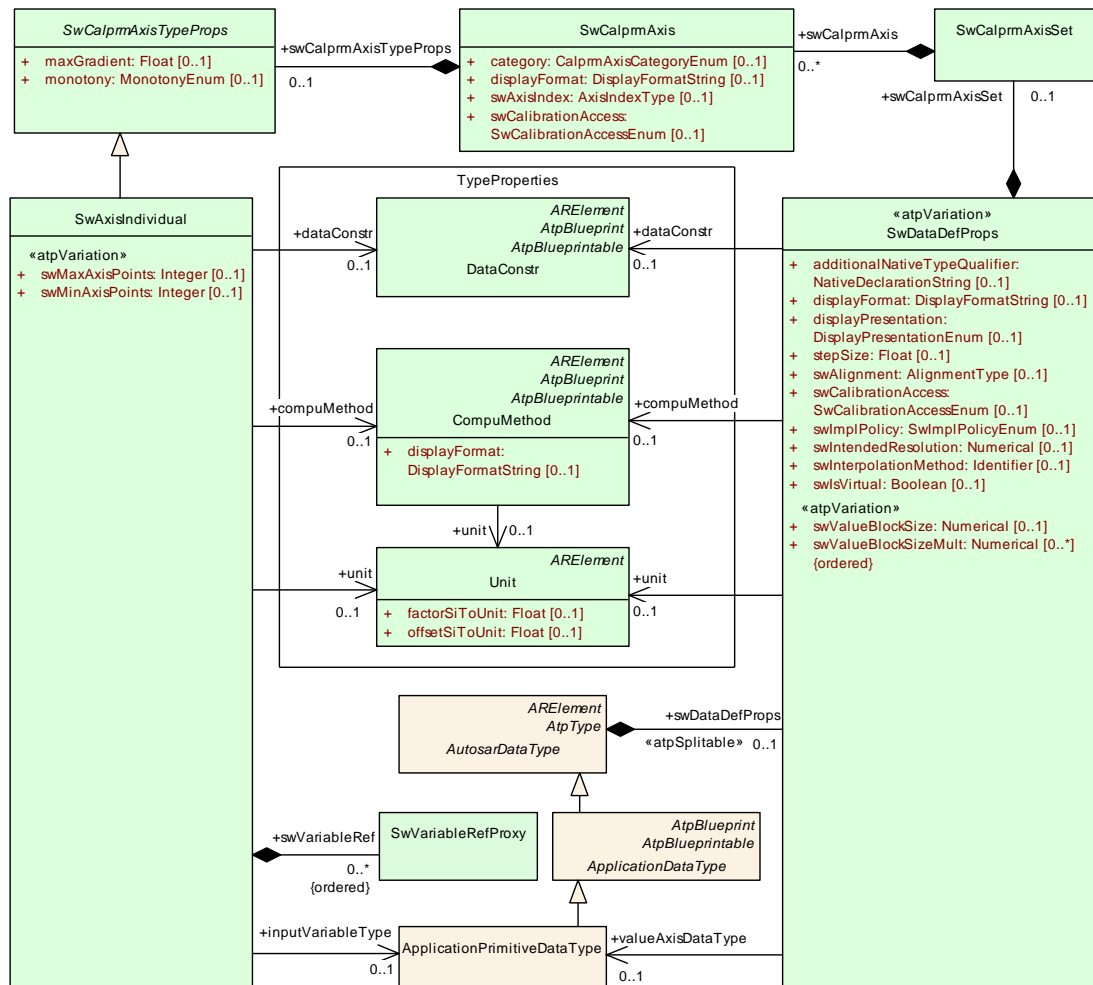 SwCalprmAxisTypeProps
+ maxGradient: Float [0..1]
+ monotony: MonotonyEnum [0..1]
+swCalprmAxisTypeProps
0..1
SwCalprmAxis
+ category: CalprmAxisCategoryEnum [0..1]
+ displayFormat: DisplayFormatString [0..1]
+ swAxisIndex: AxisIndexType [0..1]
+ swCalibrationAccess:
SwCalibrationAccessEnum [0..1]
+swCalprmAxis
0..*
SwCalprmAxisSet
+swCalprmAxisSet
0..1
SwAxisIndividual
«atpVariation»
+ swMaxAxisPoints: Integer [0..1]
+ swMinAxisPoints: Integer [0..1]
TypeProperties
+dataConstr
0..1
ARElement
AtpBlueprint
AtpBlueprintable
DataConstr
+dataConstr
0..1
+compuMethod
0..1
ARElement
AtpBlueprint
AtpBlueprintable
CompuMethod
+ displayFormat:
DisplayFormatString [0..1]
+compuMethod
0..1
+unit
0..1
+unit
0..1
ARElement
Unit
+ factorSiToUnit: Float [0..1]
+ offsetSiToUnit: Float [0..1]
+unit
0..1
«atpVariation»
SwDataDefProps
+ additionalNativeTypeQualifier:
NativeDeclarationString [0..1]
+ displayFormat: DisplayFormatString [0..1]
+ displayPresentation:
DisplayPresentationEnum [0..1]
+ stepSize: Float [0..1]
+ swAlignment: AlignmentType [0..1]
+ swCalibrationAccess:
SwCalibrationAccessEnum [0..1]
+ swImplPolicy: SwImplPolicyEnum [0..1]
+ swIntendedResolution: Numerical [0..1]
+ swInterpolationMethod: Identifier [0..1]
+ swIsVirtual: Boolean [0..1]
«atpVariation»
+ swValueBlockSize: Numerical [0..1]
+ swValueBlockSizeMult: Numerical [0..*]
{ordered}
ARElement
AtpType
AutosarDataType
+swDataDefProps
«atpSplitable» 0..1
+swVariableRef
0..*
{ordered}
SwVariableRefProxy
AtpBlueprint
AtpBlueprintable
ApplicationDataType
+inputVariableType
0..1
ApplicationPrimitiveDataType
+valueAxisDataType
0..1